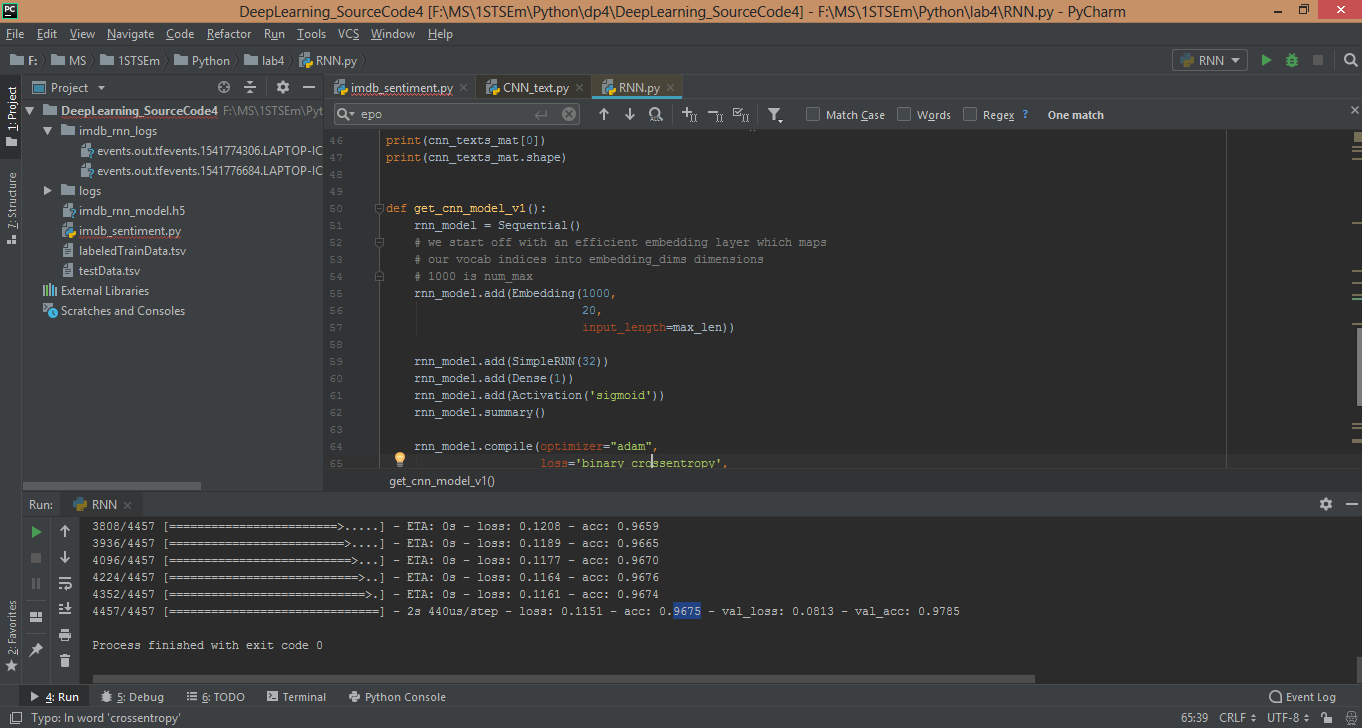 DeepLearning_SourceCode4 [F:\MS\1STSEm\Python\dp4\DeepLearning_SourceCode4] - F:\MS\1STSEm\Python\lab4\RNN.py - PyCharm
File Edit View Navigate Code Refactor Run Tools VCS Window Help
F: MS 1STSEm Python lab4 RNN.py RNN
Project
imdb_sentiment.py CNN_text.py RNN.py
1: Project
7: Structure
2: Favorites
DeepLearning_SourceCode4 F:\MS\1STSEm\Pyt
imdb_rnn_logs
events.out.tfevents.1541774306.LAPTOP-IC
events.out.tfevents.1541776684.LAPTOP-IC
logs
imdb_rnn_model.h5
imdb_sentiment.py
labeledTrainData.tsv
testData.tsv
External Libraries
Scratches and Consoles
epo Match Case Words Regex ? One match
46 print(cnn_texts_mat[0])
47 print(cnn_texts_mat.shape)
48
49
50 def get_cnn_model_v1():
51 rnn_model = Sequential()
52 # we start off with an efficient embedding layer which maps
53 # our vocab indices into embedding_dims dimensions
54 # 1000 is num_max
55 rnn_model.add(Embedding(1000,
56 20,
57 input_length=max_len))
58
59 rnn_model.add(SimpleRNN(32))
60 rnn_model.add(Dense(1))
61 rnn_model.add(Activation('sigmoid'))
62 rnn_model.summary()
63
64 rnn_model.compile(optimizer="adam",
65 loss='binary_crossentropy',
get_cnn_model_v1()
Run: RNN
3808/4457 [========================>.....] - ETA: 0s - loss: 0.1208 - acc: 0.9659
3936/4457 [=========================>....] - ETA: 0s - loss: 0.1189 - acc: 0.9665
4096/4457 [==========================>...] - ETA: 0s - loss: 0.1177 - acc: 0.9670
4224/4457 [===========================>..] - ETA: 0s - loss: 0.1164 - acc: 0.9676
4352/4457 [============================>.] - ETA: 0s - loss: 0.1161 - acc: 0.9674
4457/4457 [==============================] - 2s 440us/step - loss: 0.1151 - acc: 0.9675 - val_loss: 0.0813 - val_acc: 0.9785
Process finished with exit code 0
4: Run 5: Debug 6: TODO Terminal Python Console Event Log
Typo: In word 'crossentropy' 65:39 CRLF UTF-8